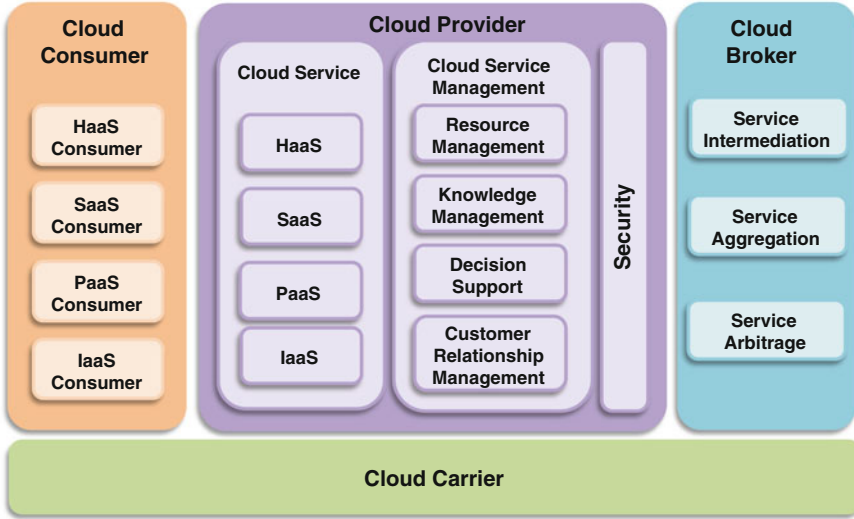 Cloud
Consumer
HaaS
Consumer
SaaS
Consumer
PaaS
Consumer
IaaS
Consumer
Cloud Provider
Cloud Service
HaaS
SaaS
PaaS
IaaS
Cloud Service
Management
Resource
Management
Knowledge
Management
Decision
Support
Customer
Relationship
Management
Security
Cloud
Broker
Service
Intermediation
Service
Aggregation
Service
Arbitrage
Cloud Carrier